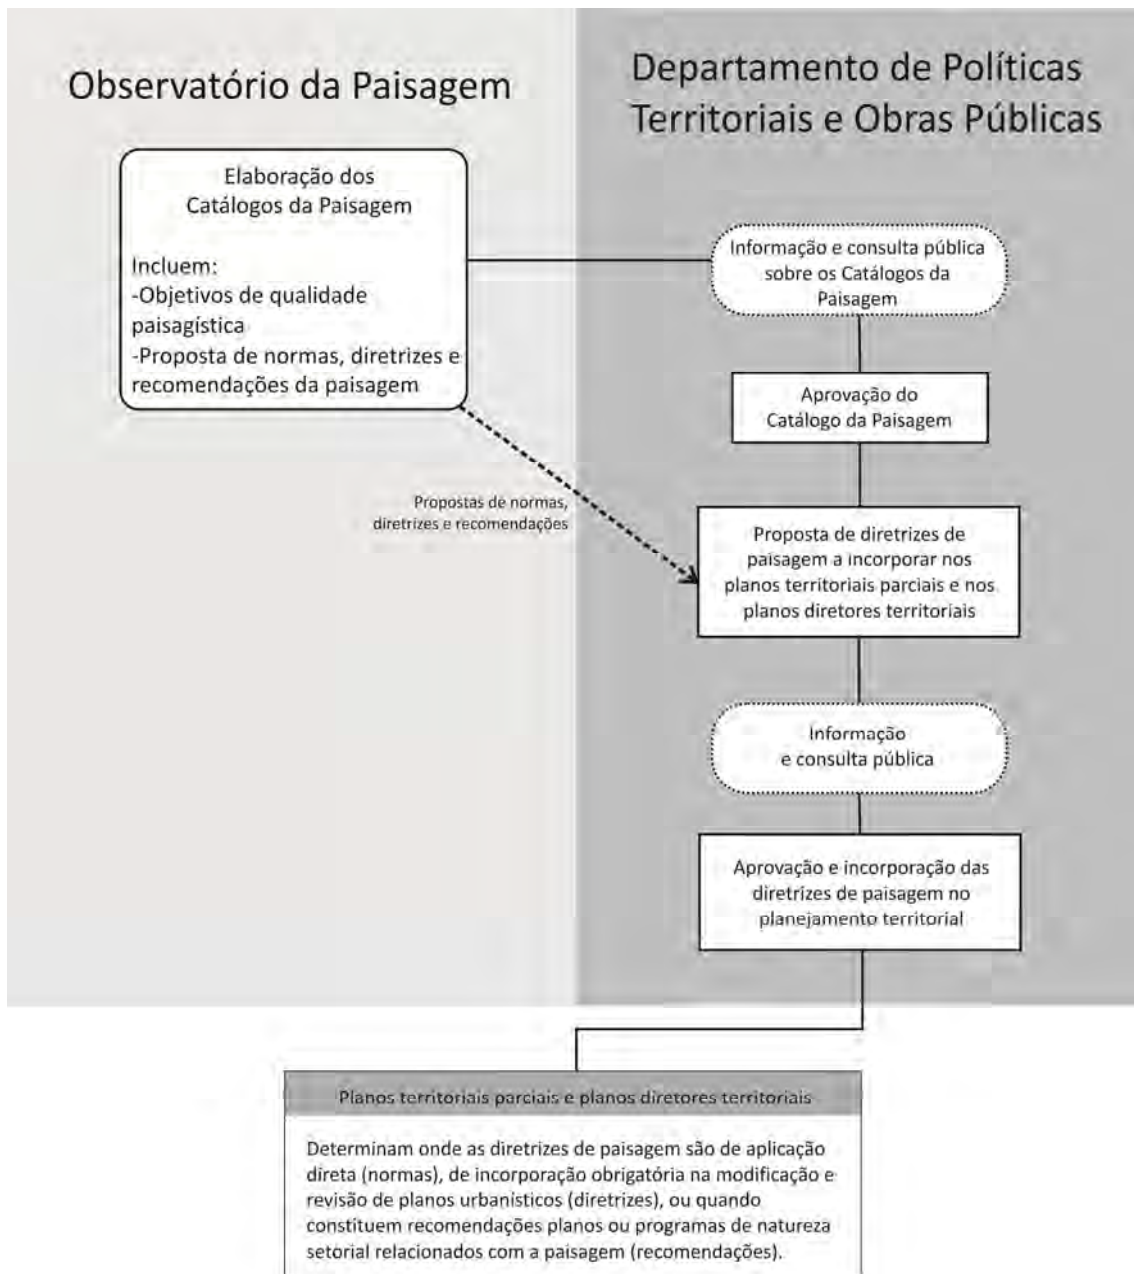 Observatório da Paisagem
Departamento de Políticas
Territoriais e Obras Públicas
Elaboração dos
Catálogos da Paisagem
Incluem:
-Objetivos de qualidade
paisagística
-Proposta de normas, diretrizes e
recomendações da paisagem
Informação e consulta pública
sobre os Catálogos da
Paisagem
Aprovação do
Catálogo da Paisagem
Propostas de normas,
diretrizes e recomendações
Proposta de diretrizes de
paisagem a incorporar nos
planos territoriais parciais e nos
planos diretores territoriais
Informação
e consulta pública
Aprovação e incorporação das
diretrizes de paisagem no
planejamento territorial
Planos territoriais parciais e planos diretores territoriais
Determinam onde as diretrizes de paisagem são de aplicação
direta (normas), de incorporação obrigatória na modificação e
revisão de planos urbanísticos (diretrizes), ou quando
constituem recomendações planos ou programas de natureza
setorial relacionados com a paisagem (recomendações).